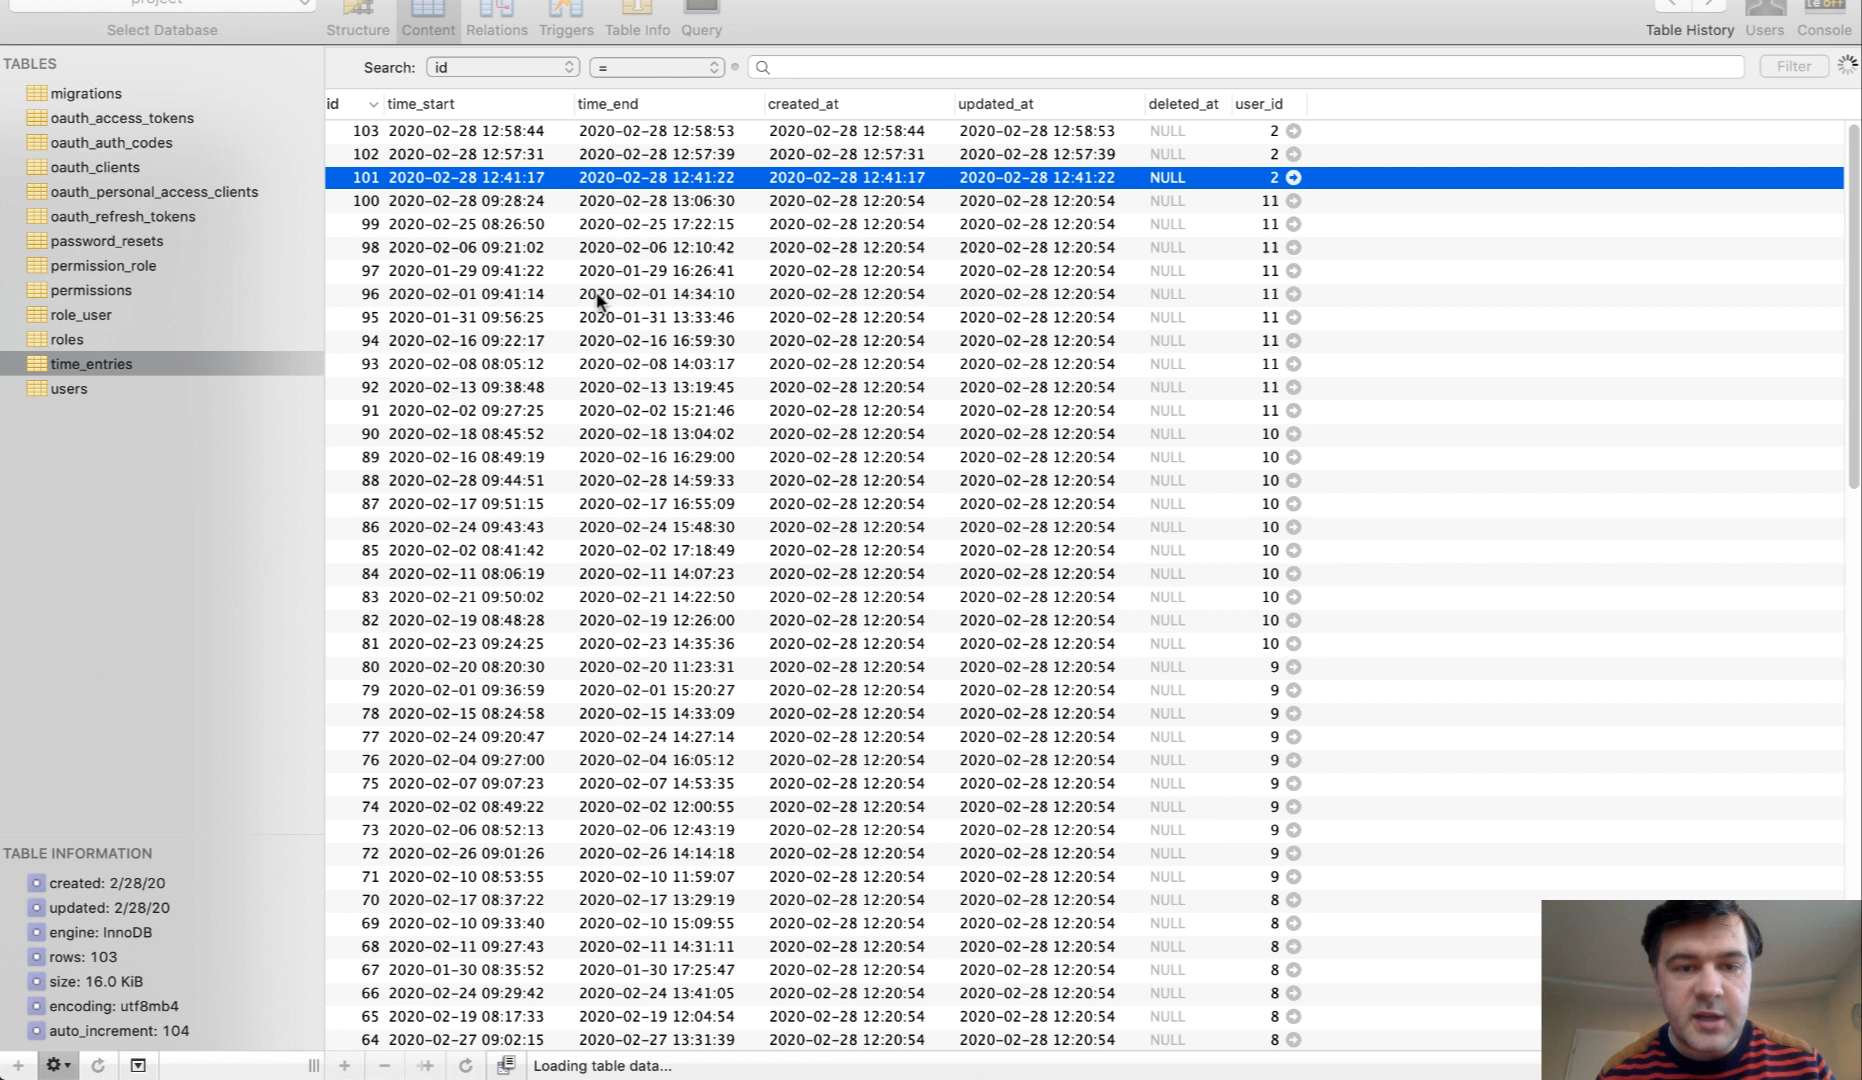 project
Select Database
Structure Content Relations Triggers Table Info Query
Table History Users Console
TABLES
migrations
oauth_access_tokens
oauth_auth_codes
oauth_clients
oauth_personal_access_clients
oauth_refresh_tokens
password_resets
permission_role
permissions
role_user
roles
time_entries
users
TABLE INFORMATION
created: 2/28/20
updated: 2/28/20
engine: InnoDB
rows: 103
size: 16.0 KiB
encoding: utf8mb4
auto_increment: 104
Search: id = Filter
id time_start time_end created_at updated_at deleted_at user_id
103 2020-02-28 12:58:44 2020-02-28 12:58:53 2020-02-28 12:58:44 2020-02-28 12:58:53 NULL 2
102 2020-02-28 12:57:31 2020-02-28 12:57:39 2020-02-28 12:57:31 2020-02-28 12:57:39 NULL 2
101 2020-02-28 12:41:17 2020-02-28 12:41:22 2020-02-28 12:41:17 2020-02-28 12:41:22 NULL 2
100 2020-02-28 09:28:24 2020-02-28 13:06:30 2020-02-28 12:20:54 2020-02-28 12:20:54 NULL 11
99 2020-02-25 08:26:50 2020-02-25 17:22:15 2020-02-28 12:20:54 2020-02-28 12:20:54 NULL 11
98 2020-02-06 09:21:02 2020-02-06 12:10:42 2020-02-28 12:20:54 2020-02-28 12:20:54 NULL 11
97 2020-01-29 09:41:22 2020-01-29 16:26:41 2020-02-28 12:20:54 2020-02-28 12:20:54 NULL 11
96 2020-02-01 09:41:14 2020-02-01 14:34:10 2020-02-28 12:20:54 2020-02-28 12:20:54 NULL 11
95 2020-01-31 09:56:25 2020-01-31 13:33:46 2020-02-28 12:20:54 2020-02-28 12:20:54 NULL 11
94 2020-02-16 09:22:17 2020-02-16 16:59:30 2020-02-28 12:20:54 2020-02-28 12:20:54 NULL 11
93 2020-02-08 08:05:12 2020-02-08 14:03:17 2020-02-28 12:20:54 2020-02-28 12:20:54 NULL 11
92 2020-02-13 09:38:48 2020-02-13 13:19:45 2020-02-28 12:20:54 2020-02-28 12:20:54 NULL 11
91 2020-02-02 09:27:25 2020-02-02 15:21:46 2020-02-28 12:20:54 2020-02-28 12:20:54 NULL 11
90 2020-02-18 08:45:52 2020-02-18 13:04:02 2020-02-28 12:20:54 2020-02-28 12:20:54 NULL 10
89 2020-02-16 08:49:19 2020-02-16 16:29:00 2020-02-28 12:20:54 2020-02-28 12:20:54 NULL 10
88 2020-02-28 09:44:51 2020-02-28 14:59:33 2020-02-28 12:20:54 2020-02-28 12:20:54 NULL 10
87 2020-02-17 09:51:15 2020-02-17 16:55:09 2020-02-28 12:20:54 2020-02-28 12:20:54 NULL 10
86 2020-02-24 09:43:43 2020-02-24 15:48:30 2020-02-28 12:20:54 2020-02-28 12:20:54 NULL 10
85 2020-02-02 08:41:42 2020-02-02 17:18:49 2020-02-28 12:20:54 2020-02-28 12:20:54 NULL 10
84 2020-02-11 08:06:19 2020-02-11 14:07:23 2020-02-28 12:20:54 2020-02-28 12:20:54 NULL 10
83 2020-02-21 09:50:02 2020-02-21 14:22:50 2020-02-28 12:20:54 2020-02-28 12:20:54 NULL 10
82 2020-02-19 08:48:28 2020-02-19 12:26:00 2020-02-28 12:20:54 2020-02-28 12:20:54 NULL 10
81 2020-02-23 09:24:25 2020-02-23 14:35:36 2020-02-28 12:20:54 2020-02-28 12:20:54 NULL 10
80 2020-02-20 08:20:30 2020-02-20 11:23:31 2020-02-28 12:20:54 2020-02-28 12:20:54 NULL 9
79 2020-02-01 09:36:59 2020-02-01 15:20:27 2020-02-28 12:20:54 2020-02-28 12:20:54 NULL 9
78 2020-02-15 08:24:58 2020-02-15 14:33:09 2020-02-28 12:20:54 2020-02-28 12:20:54 NULL 9
77 2020-02-24 09:20:47 2020-02-24 14:27:14 2020-02-28 12:20:54 2020-02-28 12:20:54 NULL 9
76 2020-02-04 09:27:00 2020-02-04 16:05:12 2020-02-28 12:20:54 2020-02-28 12:20:54 NULL 9
75 2020-02-07 09:07:23 2020-02-07 14:53:35 2020-02-28 12:20:54 2020-02-28 12:20:54 NULL 9
74 2020-02-02 08:49:22 2020-02-02 12:00:55 2020-02-28 12:20:54 2020-02-28 12:20:54 NULL 9
73 2020-02-06 08:52:13 2020-02-06 12:43:19 2020-02-28 12:20:54 2020-02-28 12:20:54 NULL 9
72 2020-02-26 09:01:26 2020-02-26 14:14:18 2020-02-28 12:20:54 2020-02-28 12:20:54 NULL 9
71 2020-02-10 08:53:55 2020-02-10 11:59:07 2020-02-28 12:20:54 2020-02-28 12:20:54 NULL 9
70 2020-02-17 08:37:22 2020-02-17 13:29:19 2020-02-28 12:20:54 2020-02-28 12:20:54 NULL 8
69 2020-02-10 09:33:40 2020-02-10 15:09:55 2020-02-28 12:20:54 2020-02-28 12:20:54 NULL 8
68 2020-02-11 09:27:43 2020-02-11 14:31:11 2020-02-28 12:20:54 2020-02-28 12:20:54 NULL 8
67 2020-01-30 08:35:52 2020-01-30 17:25:47 2020-02-28 12:20:54 2020-02-28 12:20:54 NULL 8
66 2020-02-24 09:29:42 2020-02-24 13:41:05 2020-02-28 12:20:54 2020-02-28 12:20:54 NULL 8
65 2020-02-19 08:17:33 2020-02-19 12:04:54 2020-02-28 12:20:54 2020-02-28 12:20:54 NULL 8
64 2020-02-27 09:02:15 2020-02-27 13:31:39 2020-02-28 12:20:54 2020-02-28 12:20:54 NULL 8
Loading table data...